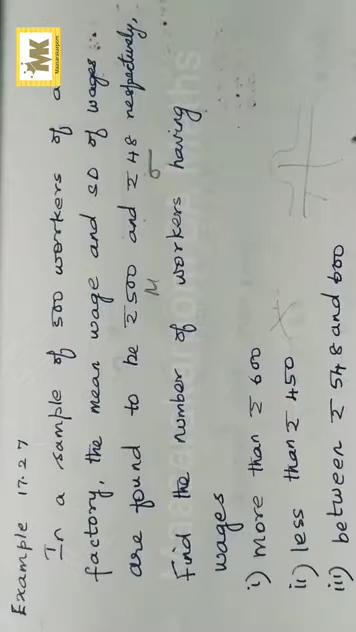 Example 17.27
In a sample of 500 workers of a
factory, the mean wage and SD of wages
are found to be ₹500 and ₹48 respectively.
M σ
Find the number of workers having
wages
i) more than ₹600
ii) less than ₹450
iii) between ₹548 and 600
MK